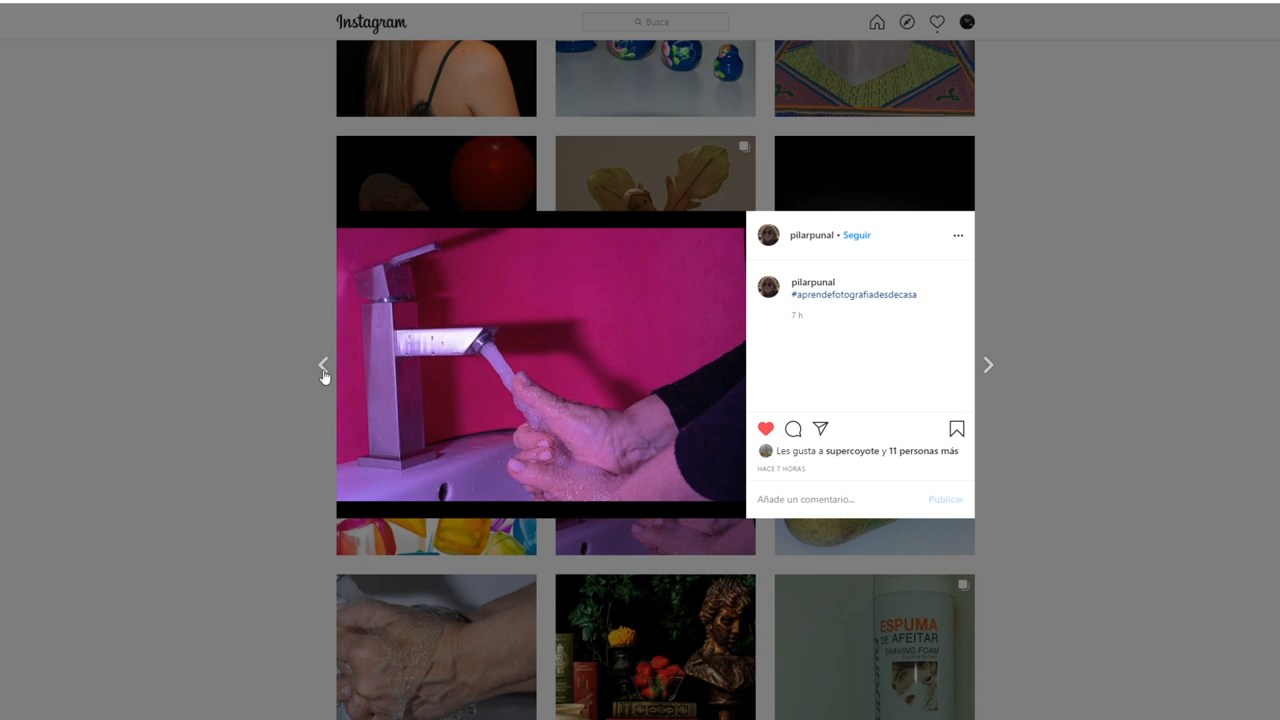 Instagram
Busca
pilarpunal • Seguir
pilarpunal
#aprendefotografiadesdecasa
7 h
Les gusta a supercoyote y 11 personas más
HACE 7 HORAS
Añade un comentario...
Publicar
ESPUMA
DE AFEITAR
SHAVING FOAM